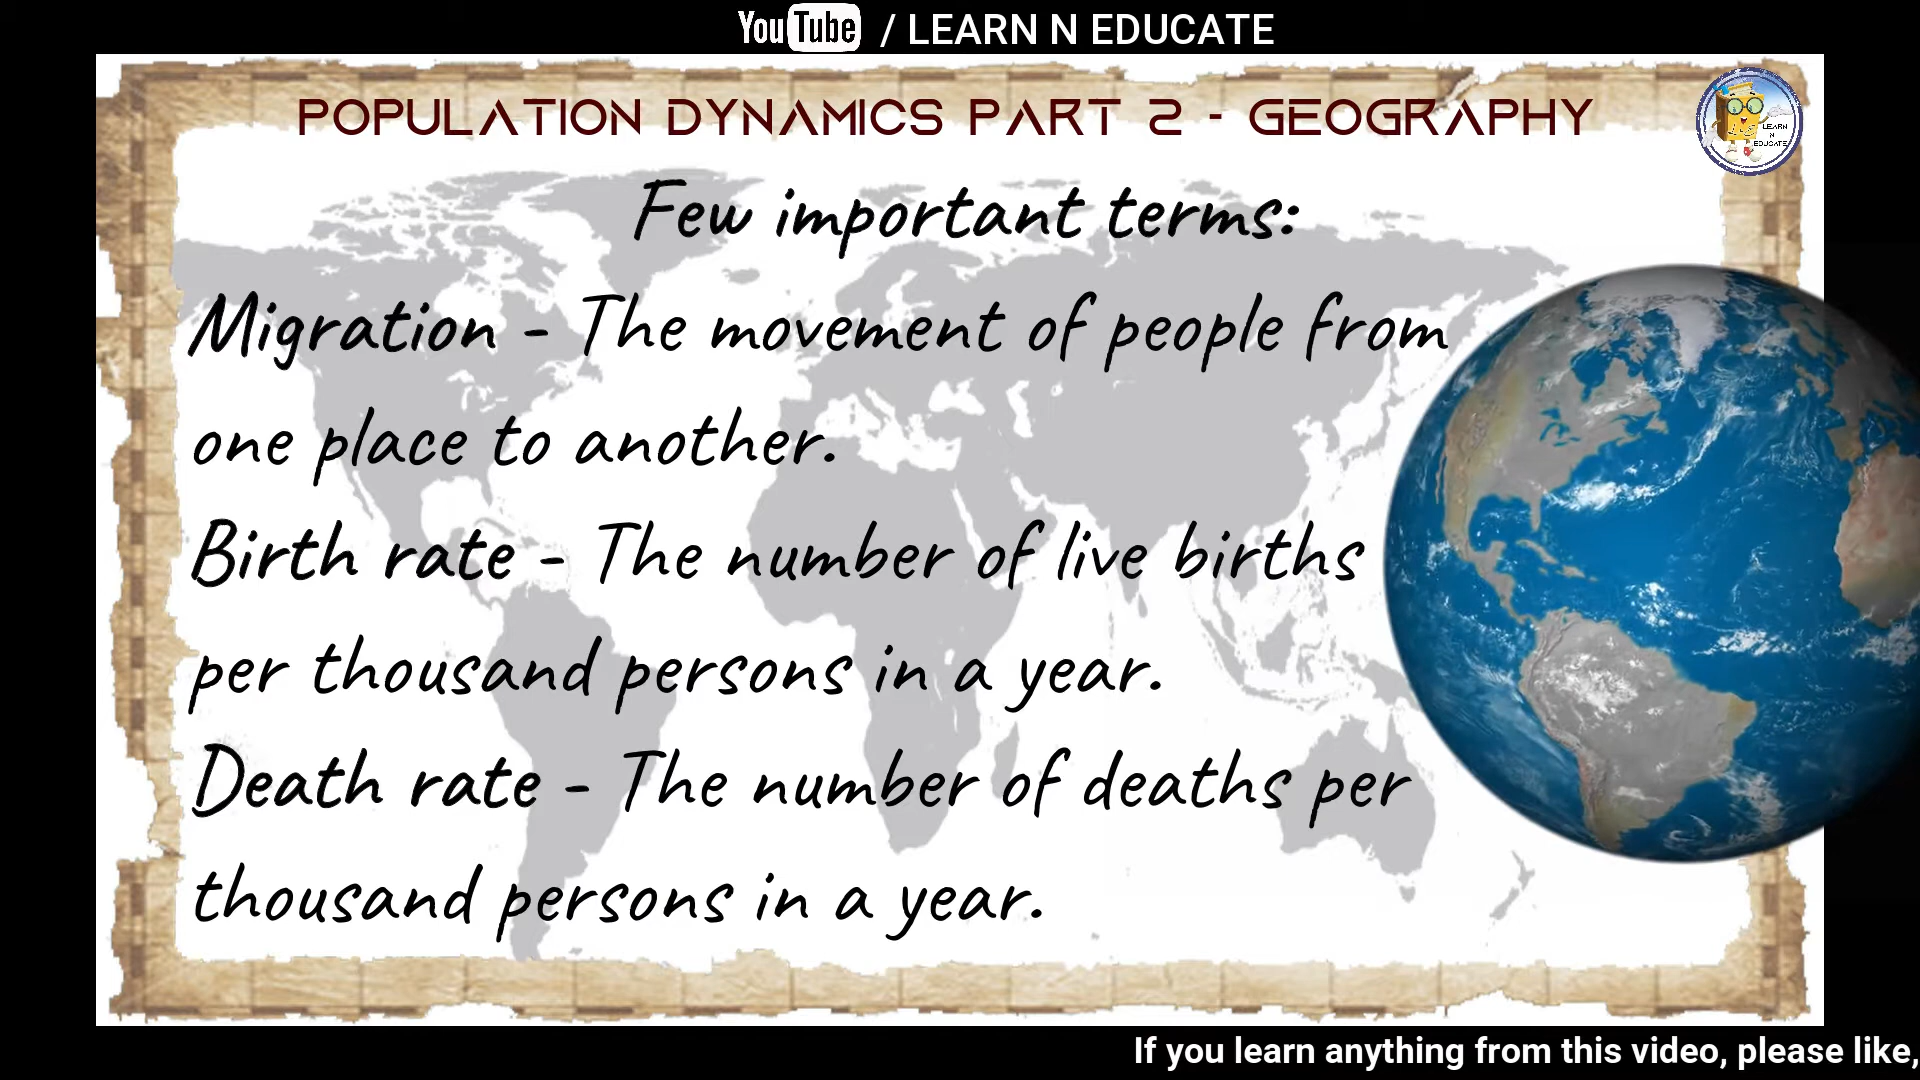 YouTube / LEARN N EDUCATE
POPULATION DYNAMICS PART 2 - GEOGRAPHY
LEARN
N
EDUCATE
Few important terms:
Migration - The movement of people from
one place to another.
Birth rate - The number of live births
per thousand persons in a year.
Death rate - The number of deaths per
thousand persons in a year.
If you learn anything from this video, please like,